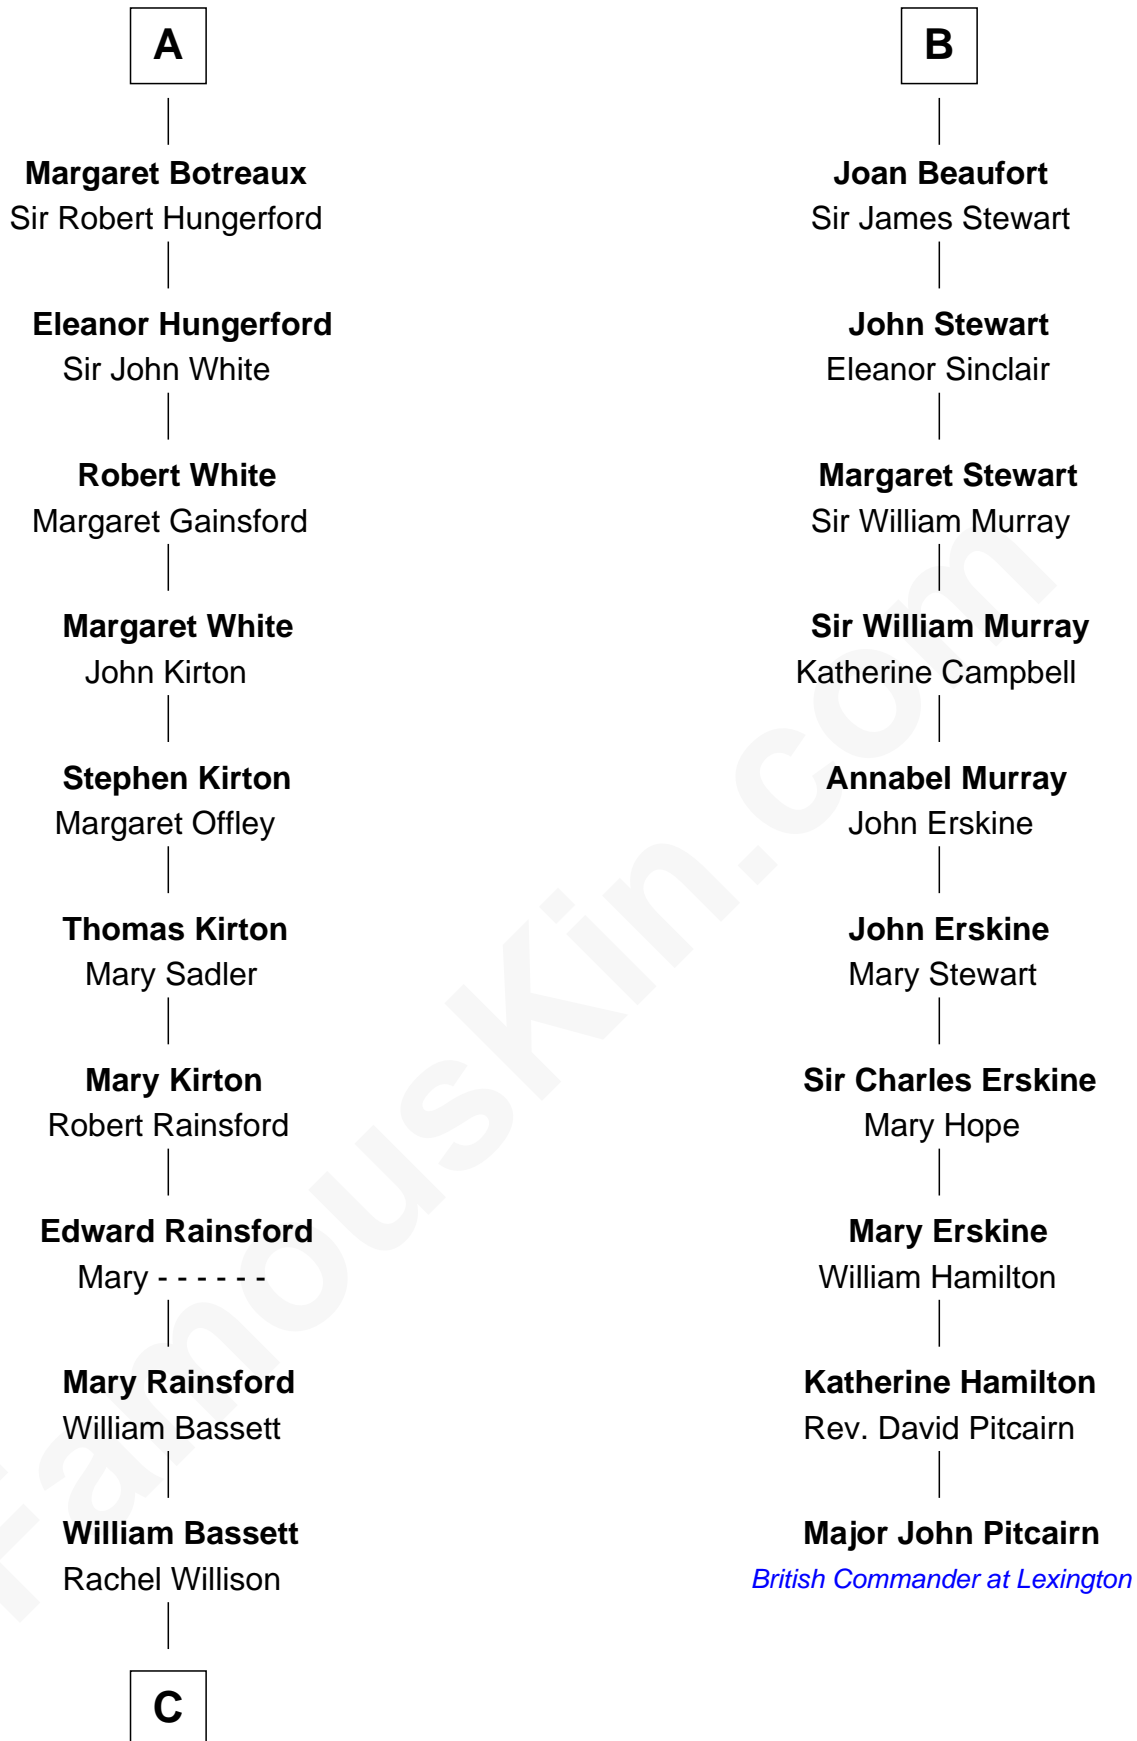 A
Margaret Botreaux
Sir Robert Hungerford
Eleanor Hungerford
Sir John White
Robert White
Margaret Gainsford
Margaret White
John Kirton
Stephen Kirton
Margaret Offley
Thomas Kirton
Mary Sadler
Mary Kirton
Robert Rainsford
Edward Rainsford
Mary - - - - - -
Mary Rainsford
William Bassett
William Bassett
Rachel Willison
C
B
Joan Beaufort
Sir James Stewart
John Stewart
Eleanor Sinclair
Margaret Stewart
Sir William Murray
Sir William Murray
Katherine Campbell
Annabel Murray
John Erskine
John Erskine
Mary Stewart
Sir Charles Erskine
Mary Hope
Mary Erskine
William Hamilton
Katherine Hamilton
Rev. David Pitcairn
Major John Pitcairn
British Commander at Lexington
FamousKin.com